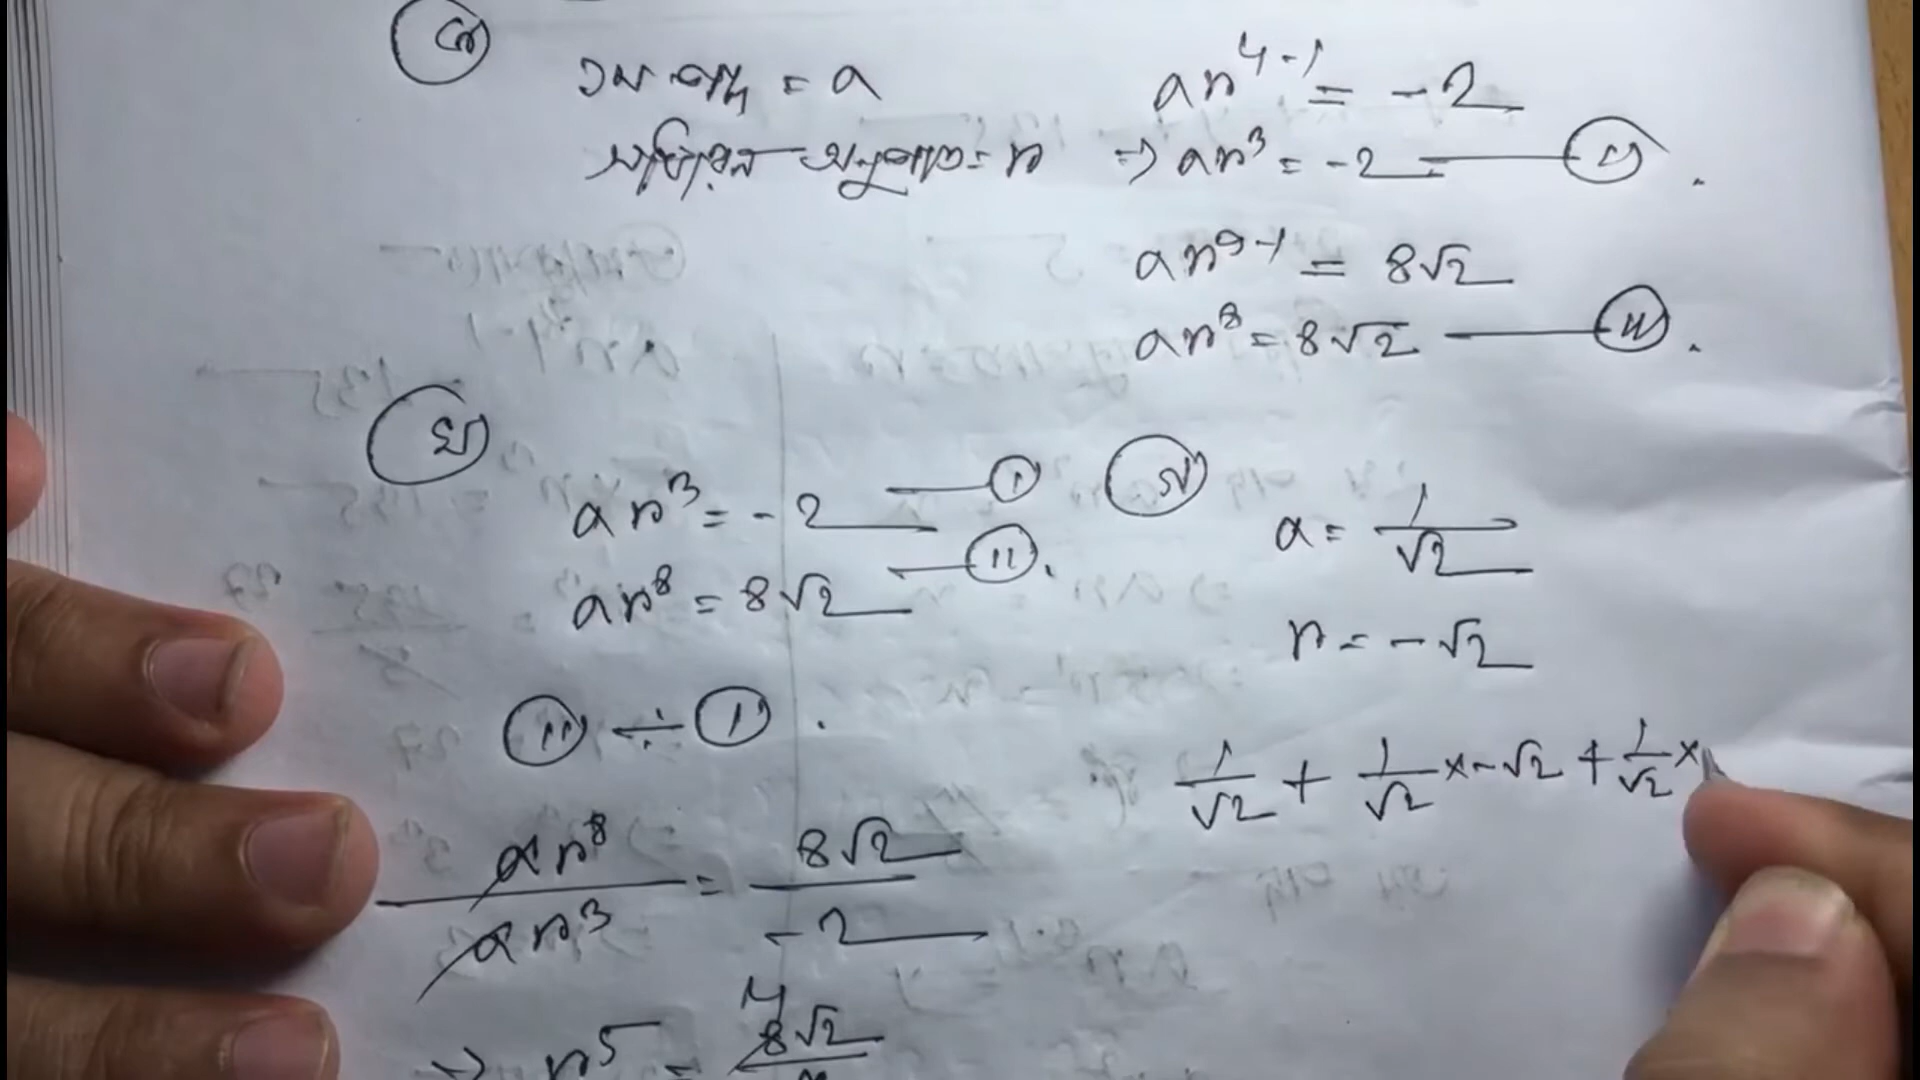 ক
১ম পদ = a
সাধারণ অনুপাত = r
ar^{4-1} = -2
⇒ ar^3 = -2 (i)
ar^{9-1} = 8√2
ar^8 = 8√2 (ii)
খ
ar^3 = -2 (i)
ar^8 = 8√2 (ii)
(ii) ÷ (i)
ar^8/ar^3 = 8√2/-2
⇒ r^5 = 8√2
4
গ
a = 1/√2
r = -√2
1/√2 + 1/√2 × -√2 + 1/√2 ×